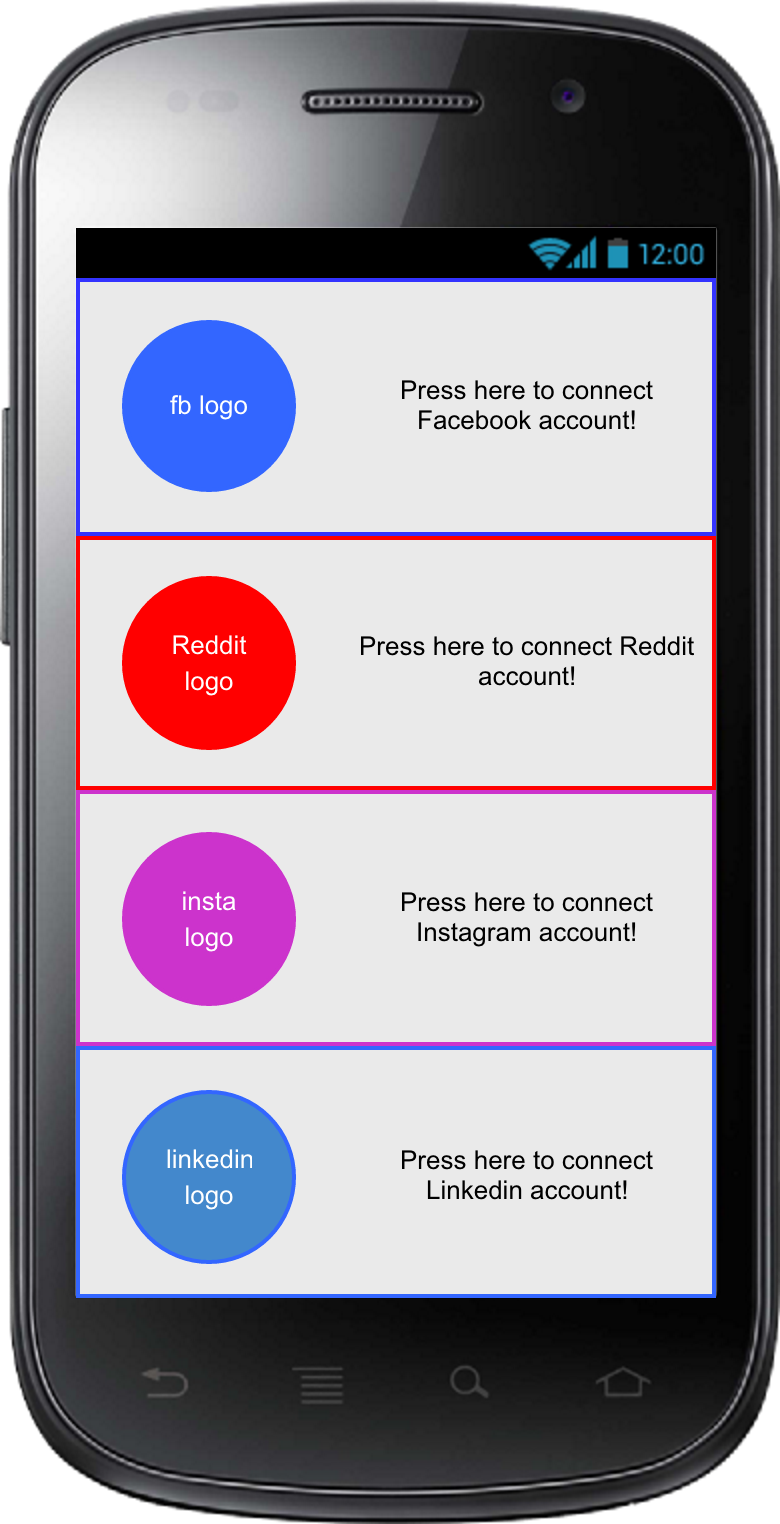 12:00
fb logo
Press here to connect
Facebook account!
Reddit
logo
Press here to connect Reddit
account!
insta
logo
Press here to connect
Instagram account!
linkedin
logo
Press here to connect
Linkedin account!